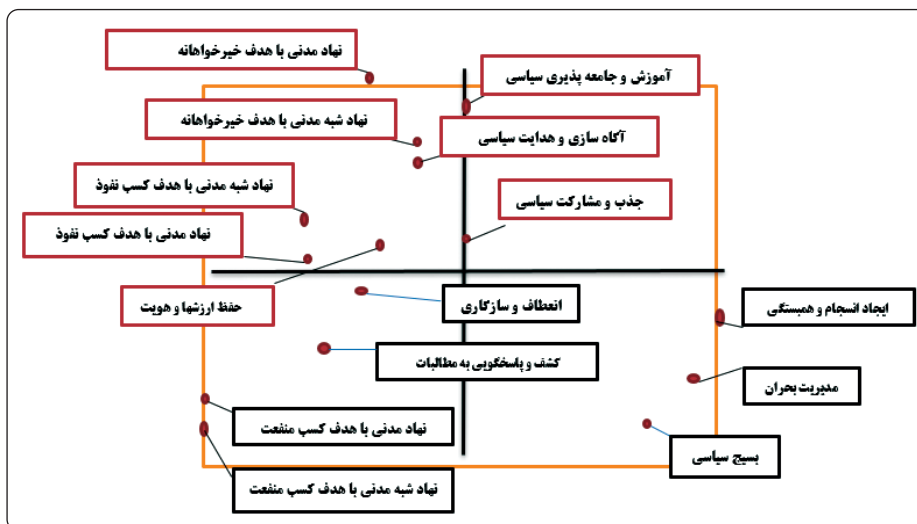 نهاد مدنی با هدف خیرخواهانه
آموزش و جامعه پذیری سیاسی
نهاد شبه مدنی با هدف خیرخواهانه
آگاه سازی و هدایت سیاسی
نهاد شبه مدنی با هدف کسب نفوذ
جذب و مشارکت سیاسی
نهاد مدنی با هدف کسب نفوذ
حفظ ارزشها و هویت
انعطاف و سازگاری
ایجاد انسجام و همبستگی
کشف و پاسخگویی به مطالبات
مدیریت بحران
نهاد مدنی با هدف کسب منفعت
بسیج سیاسی
نهاد شبه مدنی با هدف کسب منفعت